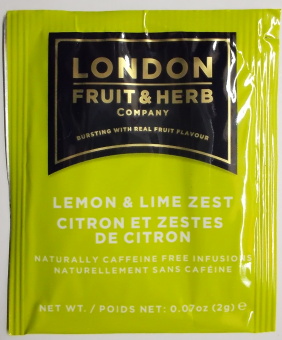 LONDON
FRUIT & HERB
COMPANY
BURSTING WITH REAL FRUIT FLAVOUR
LEMON & LIME ZEST
CITRON ET ZESTES
DE CITRON
NATURALLY CAFFEINE FREE INFUSIONS
NATURELLEMENT SANS CAFÉINE
NET WT. / POIDS NET: 0.07oz (2g) e